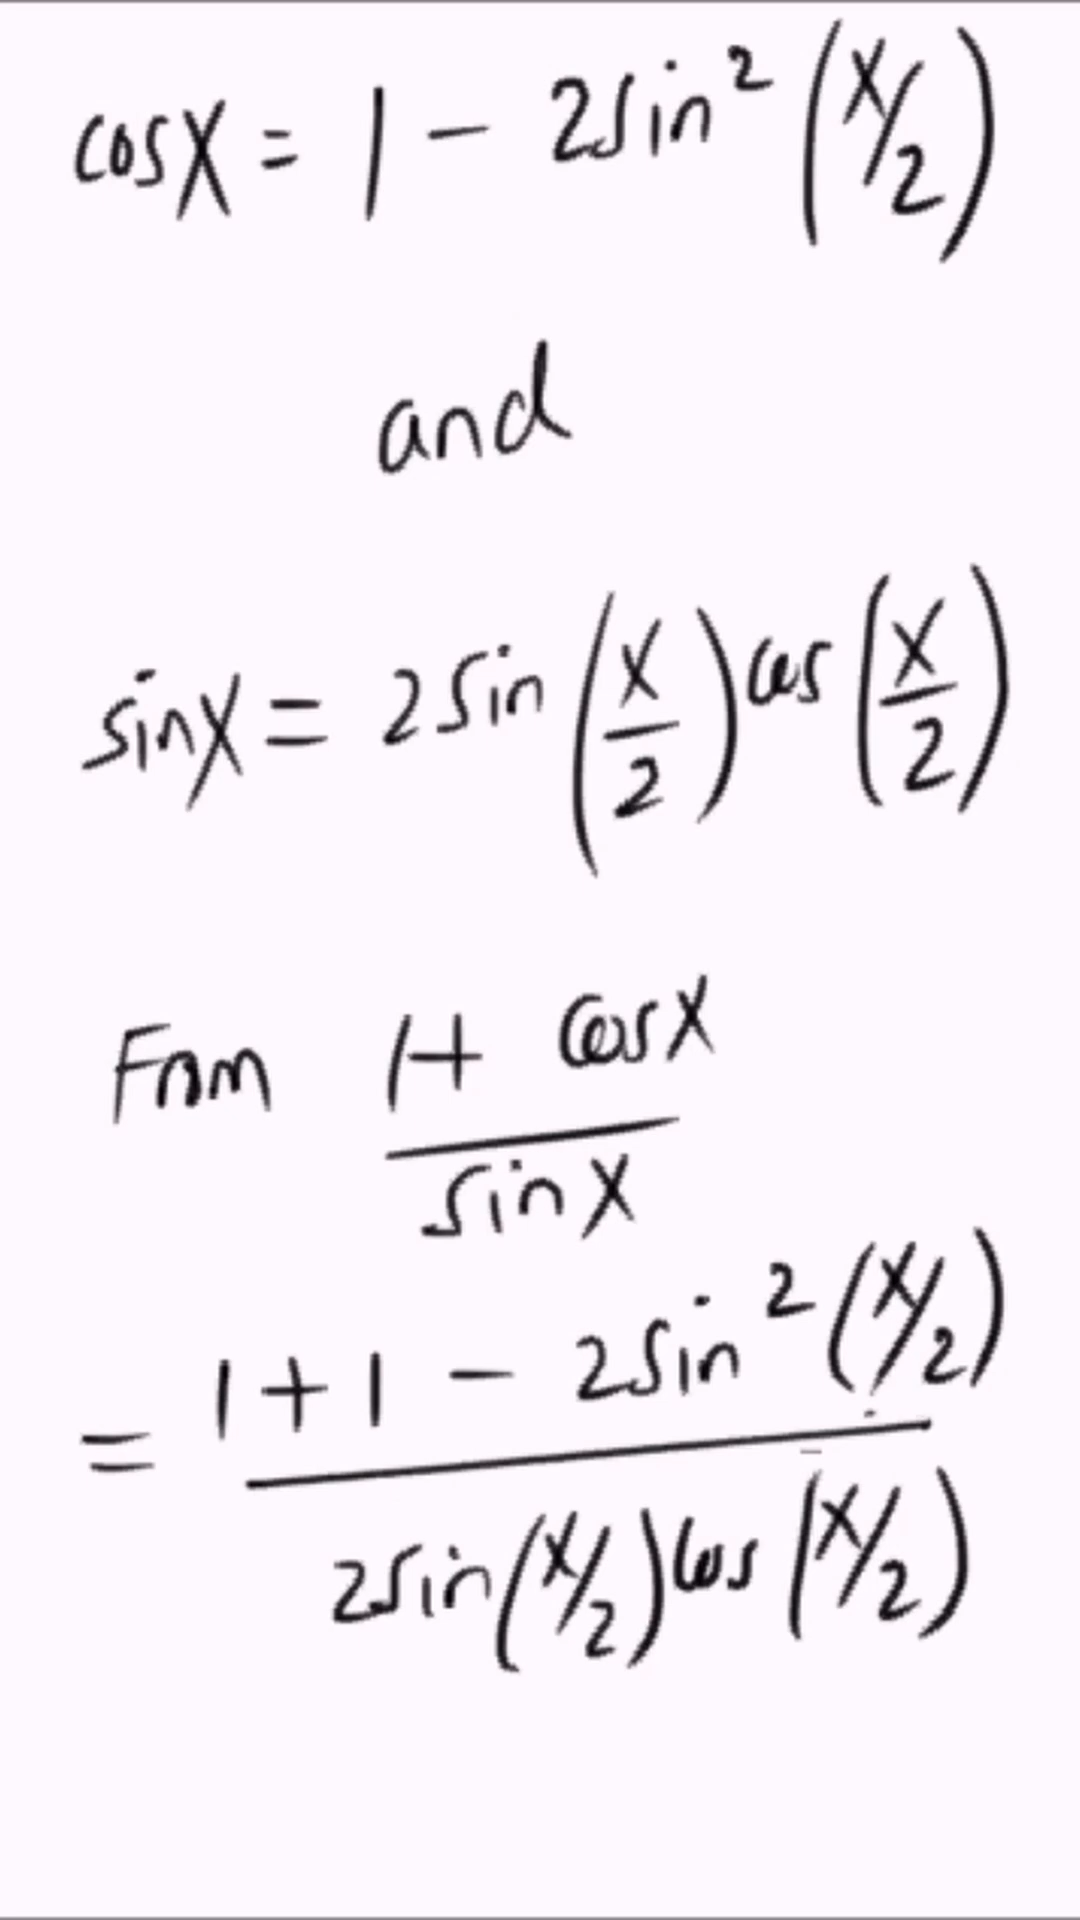 cosx = 1 - 2sin² (x/2)
and
sinx = 2sin (x/2) cos (x/2)
From 1 + cosx / sinx
= 1 + 1 - 2sin² (x/2) / 2sin(x/2) cos (x/2)